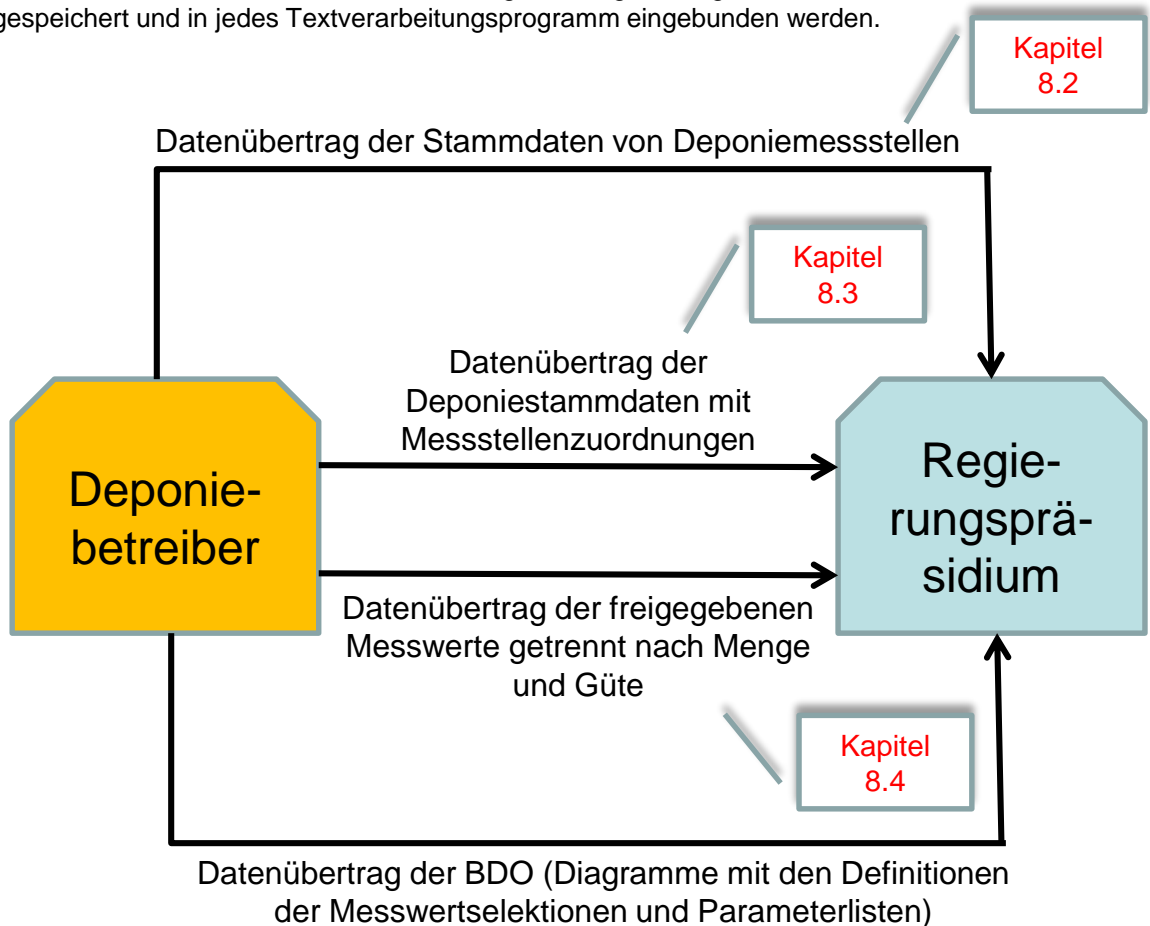 gespeichert und in jedes Textverarbeitungsprogramm eingebunden werden.
Kapitel
8.2
Datenübertrag der Stammdaten von Deponiemessstellen
Kapitel
8.3
Datenübertrag der
Deponiestammdaten mit
Messstellenzuordnungen
Deponie-
betreiber
Regie-
rungsprä-
sidium
Datenübertrag der freigegebenen
Messwerte getrennt nach Menge
und Güte
Kapitel
8.4
Datenübertrag der BDO (Diagramme mit den Definitionen
der Messwertselektionen und Parameterlisten)